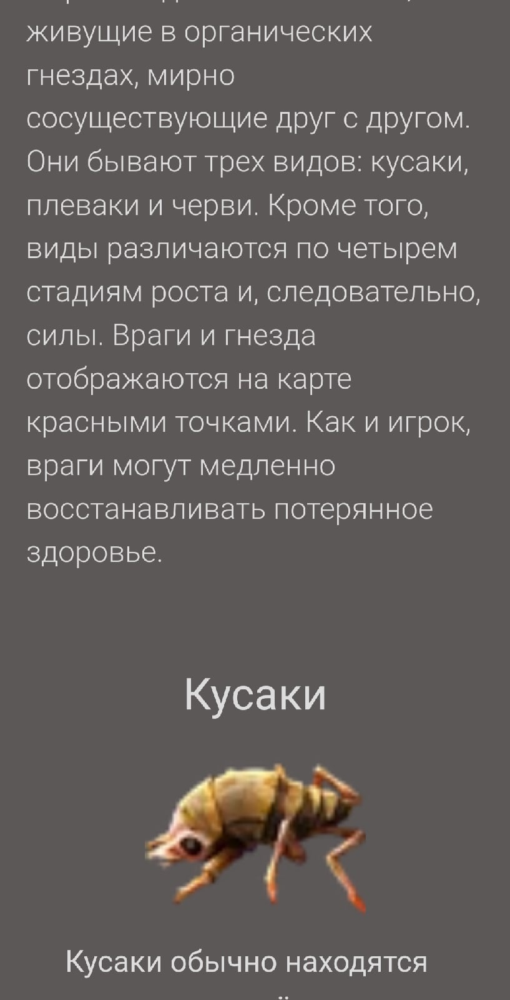 живущие в органических
гнездах, мирно
сосуществующие друг с другом.
Они бывают трех видов: кусаки,
плеваки и черви. Кроме того,
виды различаются по четырем
стадиям роста и, следовательно,
силы. Враги и гнезда
отображаются на карте
красными точками. Как и игрок,
враги могут медленно
восстанавливать потерянное
здоровье.
Кусаки
Кусаки обычно находятся